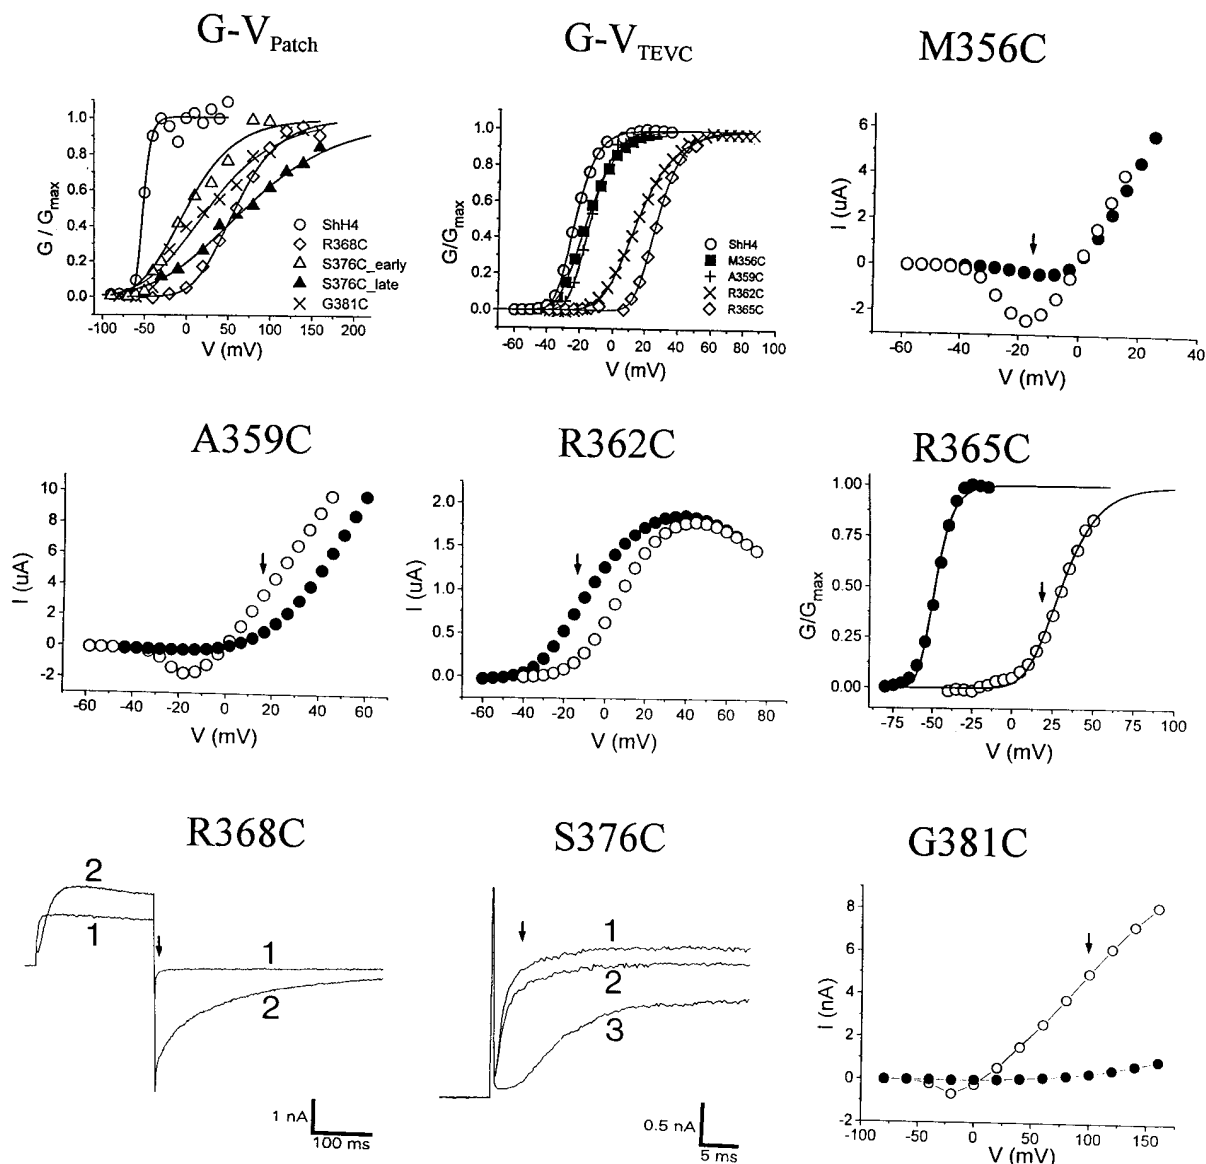 G-V_Patch
G-V_TEVC
M356C
G / G_max
1.0
0.8
0.6
0.4
0.2
0.0
-100 -50 0 50 100 150 200
V (mV)
ShH4
R368C
S376C_early
S376C_late
G381C
G/G_max
1.0
0.8
0.6
0.4
0.2
0.0
-60 -40 -20 0 20 40 60 80 100
V (mV)
ShH4
M356C
A359C
R362C
R365C
I (uA)
6
4
2
0
-2
-60 -40 -20 0 20 40
V (mV)
A359C
R362C
R365C
I (uA)
10
8
6
4
2
0
-2
-60 -40 -20 0 20 40 60
V (mV)
I (uA)
2.0
1.5
1.0
0.5
0.0
-60 -40 -20 0 20 40 60 80
V (mV)
G/G_max
1.00
0.75
0.50
0.25
0.00
-75 -50 -25 0 25 50 75 100
V (mV)
R368C
S376C
G381C
2
1
1
2
1 nA
100 ms
1
2
3
0.5 nA
5 ms
I (nA)
8
6
4
2
0
-2
-100 -50 0 50 100 150
V (mV)